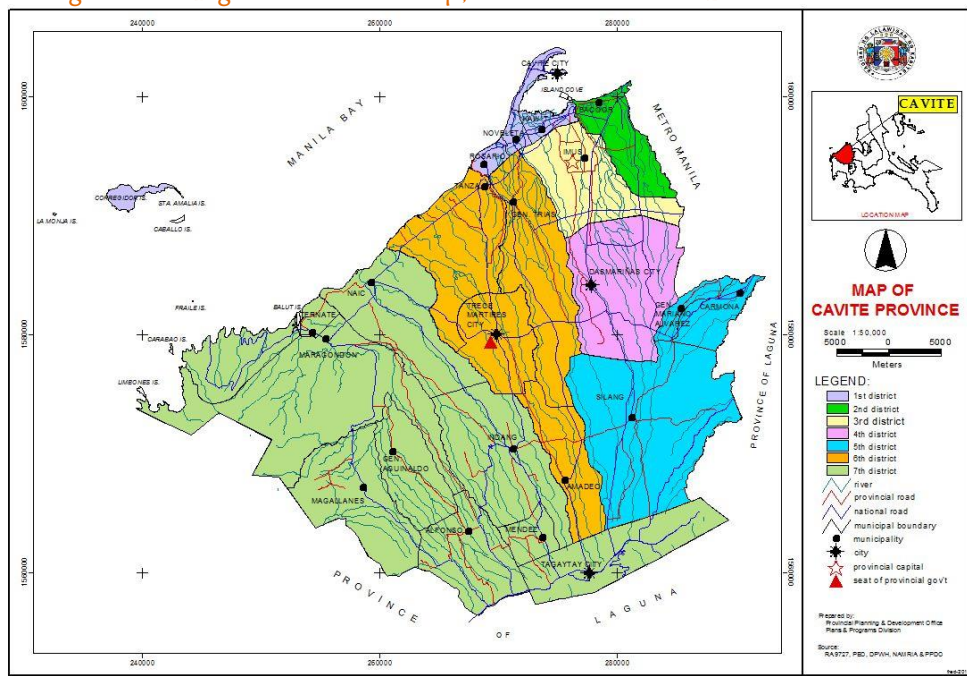 240000
260000
280000
CAVITE CITY
ISLAND COVE
1600000
1600000
MANILA BAY
BACOOR
METRO MANILA
NOVELETA
IMUS
ROSARIO
TANZA
GEN. TRIAS
CORREGIDOR IS.
STA. AMALIA IS.
LA MONJA IS.
CABALLO IS.
DASMARIÑAS CITY
NAIC
CARMONA
GEN.
MARIANO
ALVAREZ
FRAILE IS.
BALUT IS.
TERNATE
TRECE
MARTIRES
CITY
CARABAO IS.
MARAGONDON
LIMBONES IS.
PROVINCE OF LAGUNA
SILANG
INDANG
GEN.
AGUINALDO
AMADEO
MAGALLANES
ALFONSO
MENDEZ
TAGAYTAY CITY
PROVINCE
OF
LAGUNA
240000
260000
280000
CAVITE
LOCATION MAP
MAP OF
CAVITE PROVINCE
Scale 1:50,000
5000 0 5000
Meters
LEGEND:
1st district
2nd district
3rd district
4th district
5th district
6th district
7th district
river
provincial road
national road
municipal boundary
municipality
city
provincial capital
seat of provincial gov't
Prepared by:
Provincial Planning & Development Office
Plans & Programs Division
Source:
RA9727, PEO, DPWH, NAMRIA & PPDO